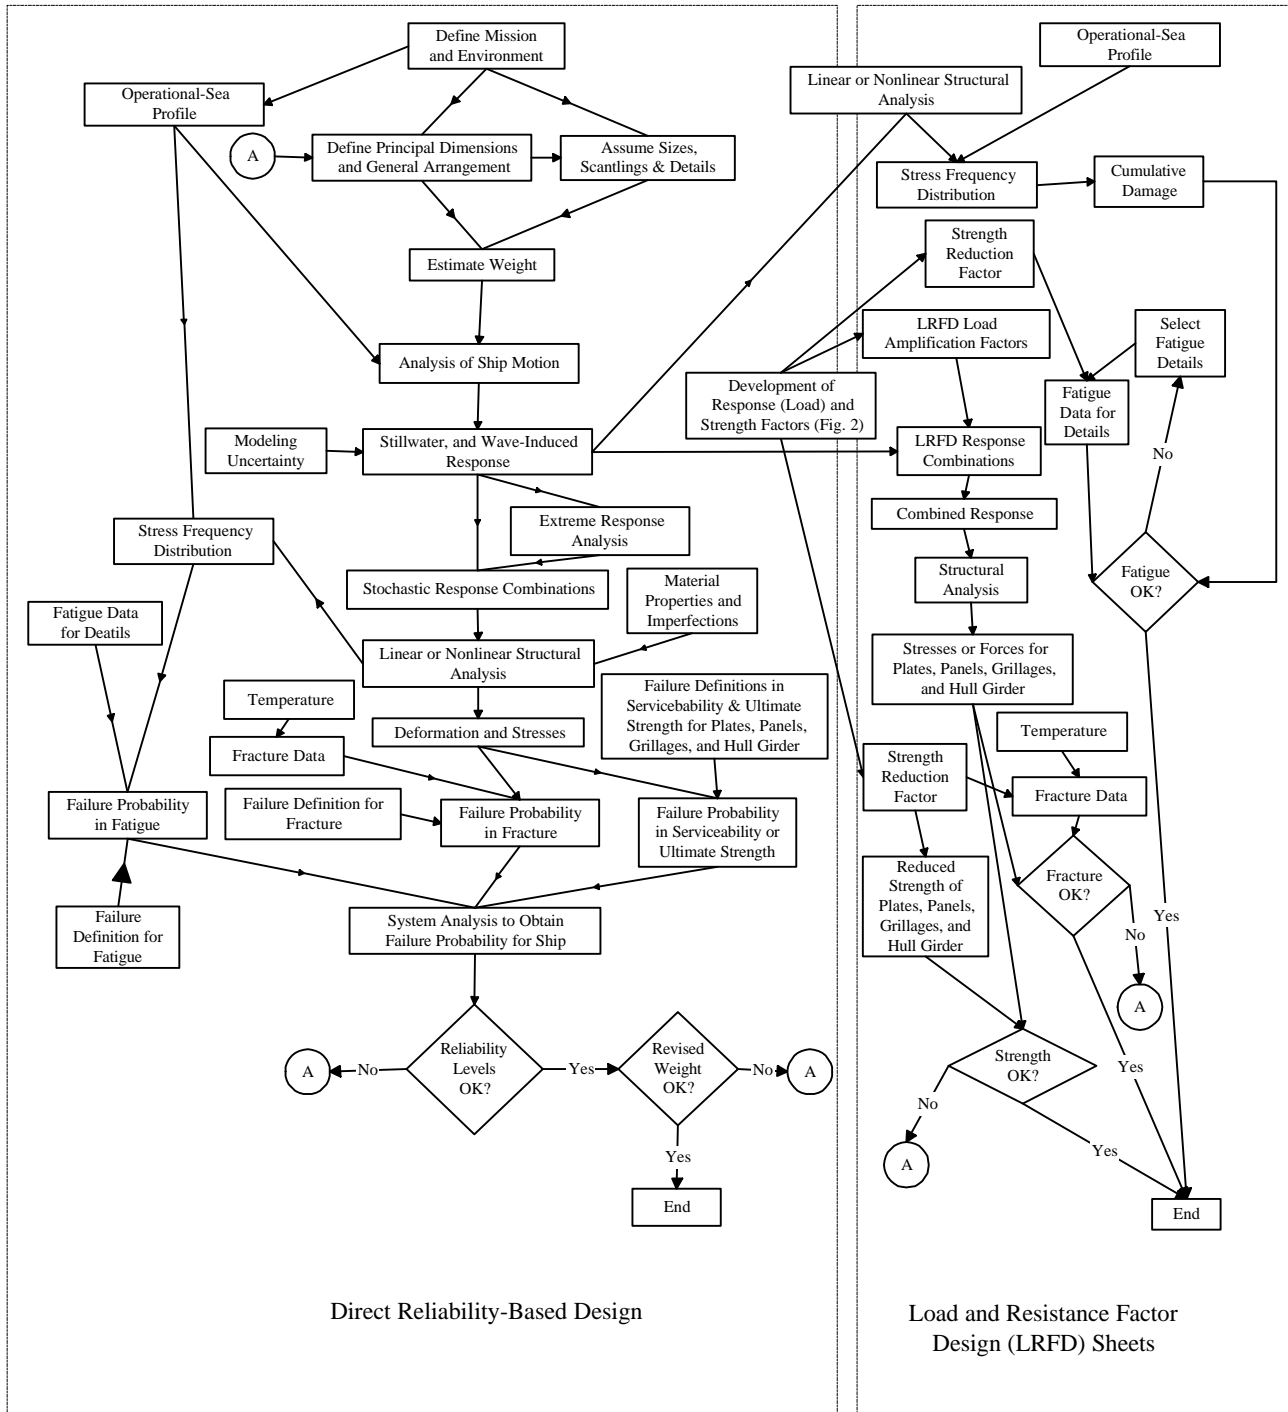 Define Mission
and Environment
Operational-Sea
Profile
A
Define Principal Dimensions
and General Arrangement
Assume Sizes,
Scantlings & Details
Estimate Weight
Analysis of Ship Motion
Modeling
Uncertainty
Stillwater, and Wave-Induced
Response
Extreme Response
Analysis
Stress Frequency
Distribution
Stochastic Response Combinations
Material
Properties and
Imperfections
Fatigue Data
for Deatils
Linear or Nonlinear Structural
Analysis
Temperature
Deformation and Stresses
Failure Definitions in
Servicebability & Ultimate
Strength for Plates, Panels,
Grillages, and Hull Girder
Fracture Data
Failure Probability
in Fatigue
Failure Definition for
Fracture
Failure Probability
in Fracture
Failure Probability
in Serviceability or
Ultimate Strength
Failure
Definition for
Fatigue
System Analysis to Obtain
Failure Probability for Ship
A
No
Reliability
Levels
OK?
Yes
Revised
Weight
OK?
No
A
Yes
End
Direct Reliability-Based Design
Operational-Sea
Profile
Linear or Nonlinear Structural
Analysis
Stress Frequency
Distribution
Cumulative
Damage
Strength
Reduction
Factor
LRFD Load
Amplification Factors
Select
Fatigue
Details
Development of
Response (Load) and
Strength Factors (Fig. 2)
Fatigue
Data for
Details
LRFD Response
Combinations
No
Combined Response
Structural
Analysis
Fatigue
OK?
Stresses or Forces for
Plates, Panels, Grillages,
and Hull Girder
Temperature
Strength
Reduction
Factor
Fracture Data
Reduced
Strength of
Plates, Panels,
Grillages, and
Hull Girder
Fracture
OK?
Yes
No
A
Strength
OK?
Yes
No
A
Yes
End
Load and Resistance Factor
Design (LRFD) Sheets